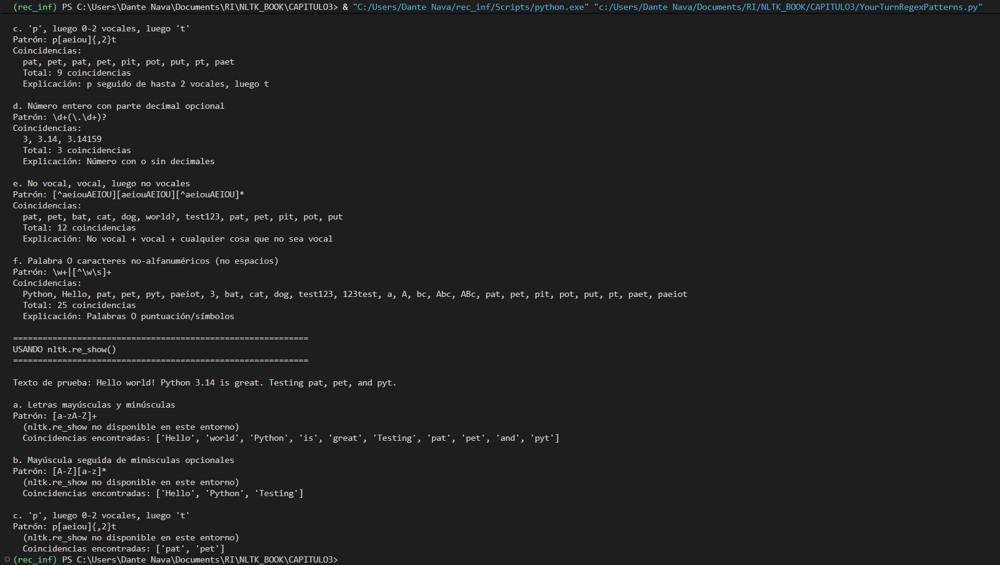 (rec_inf) PS C:\Users\Dante Nava\Documents\RI\NLTK_BOOK\CAPITULO3> & "C:/Users/Dante Nava/rec_inf/Scripts/python.exe" "c:/Users/Dante Nava/Documents/RI/NLTK_BOOK/CAPITULO3/YourTurnRegexPatterns.py"
c. 'p', luego 0-2 vocales, luego 't'
Patrón: p[aeiou]{,2}t
Coincidencias:
  pat, pet, pat, pet, pit, pot, put, pt, paet
  Total: 9 coincidencias
  Explicación: p seguido de hasta 2 vocales, luego t

d. Número entero con parte decimal opcional
Patrón: \d+(\.\d+)?
Coincidencias:
  3, 3.14, 3.14159
  Total: 3 coincidencias
  Explicación: Número con o sin decimales

e. No vocal, vocal, luego no vocales
Patrón: [^aeiouAEIOU][aeiouAEIOU][^aeiouAEIOU]*
Coincidencias:
  pat, pet, bat, cat, dog, world?, test123, pat, pet, pit, pot, put
  Total: 12 coincidencias
  Explicación: No vocal + vocal + cualquier cosa que no sea vocal

f. Palabra O caracteres no-alfanuméricos (no espacios)
Patrón: \w+|[^\w\s]+
Coincidencias:
  Python, Hello, pat, pet, pyt, paeiot, 3, bat, cat, dog, test123, 123test, a, A, bc, Abc, ABc, pat, pet, pit, pot, put, pt, paet, paeiot
  Total: 25 coincidencias
  Explicación: Palabras O puntuación/símbolos

============================================================
USANDO nltk.re_show()
============================================================

Texto de prueba: Hello world! Python 3.14 is great. Testing pat, pet, and pyt.

a. Letras mayúsculas y minúsculas
Patrón: [a-zA-Z]+
  (nltk.re_show no disponible en este entorno)
  Coincidencias encontradas: ['Hello', 'world', 'Python', 'is', 'great', 'Testing', 'pat', 'pet', 'and', 'pyt']

b. Mayúscula seguida de minúsculas opcionales
Patrón: [A-Z][a-z]*
  (nltk.re_show no disponible en este entorno)
  Coincidencias encontradas: ['Hello', 'Python', 'Testing']

c. 'p', luego 0-2 vocales, luego 't'
Patrón: p[aeiou]{,2}t
  (nltk.re_show no disponible en este entorno)
  Coincidencias encontradas: ['pat', 'pet']
(rec_inf) PS C:\Users\Dante Nava\Documents\RI\NLTK_BOOK\CAPITULO3>